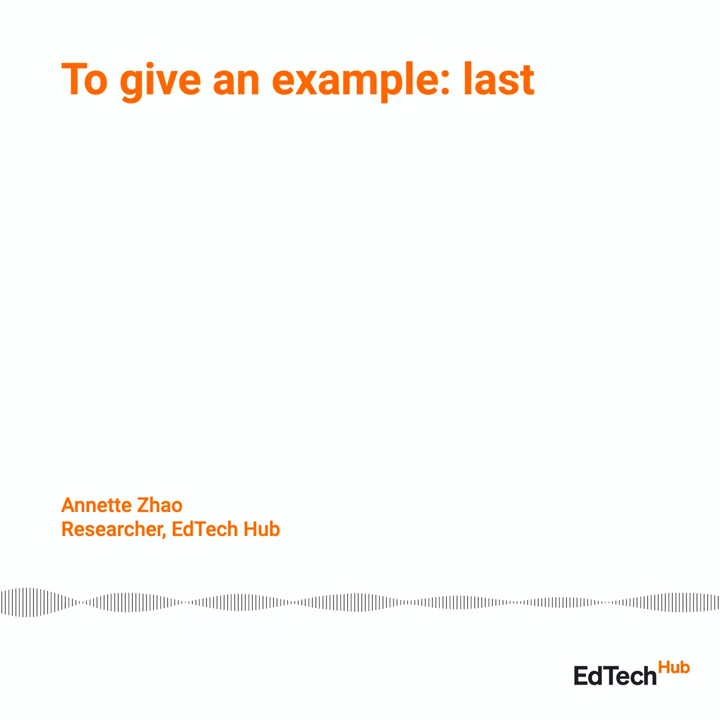 To give an example: last
Annette Zhao
Researcher, EdTech Hub
EdTech Hub